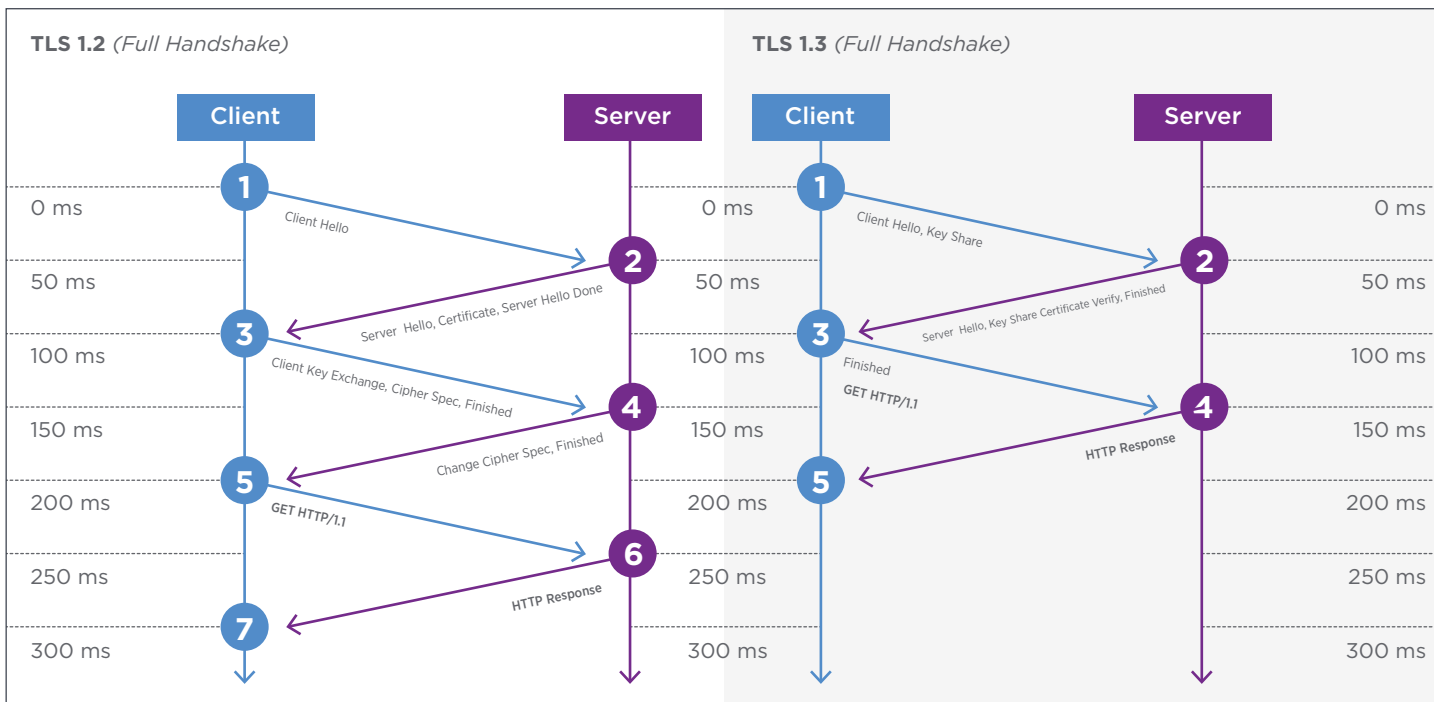 TLS 1.2 (Full Handshake)
Client
Server
1
0 ms
Client Hello
2
50 ms
Server  Hello, Certificate, Server Hello Done
3
100 ms
Client Key Exchange, Cipher Spec, Finished
4
150 ms
Change Cipher Spec, Finished
5
200 ms
GET HTTP/1.1
6
250 ms
HTTP Response
7
300 ms
0 ms
50 ms
100 ms
150 ms
200 ms
250 ms
300 ms
TLS 1.3 (Full Handshake)
Client
Server
1
0 ms
Client Hello, Key Share
2
50 ms
Server  Hello, Key Share Certificate Verify, Finished
3
100 ms
Finished
GET HTTP/1.1
4
150 ms
HTTP Response
5
200 ms
250 ms
300 ms